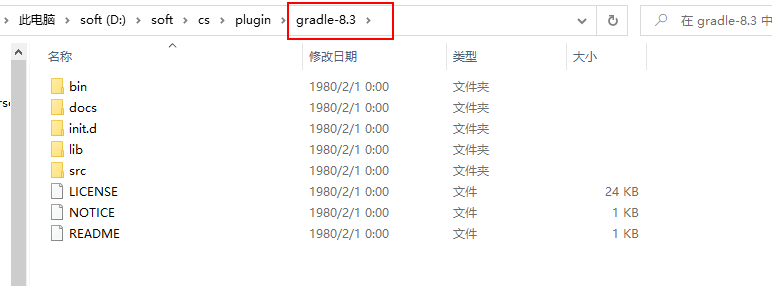 此电脑 > soft (D:) > soft > cs > plugin > gradle-8.3 >
在 gradle-8.3 中
名称 修改日期 类型 大小
bin 1980/2/1 0:00 文件夹
docs 1980/2/1 0:00 文件夹
init.d 1980/2/1 0:00 文件夹
lib 1980/2/1 0:00 文件夹
src 1980/2/1 0:00 文件夹
LICENSE 1980/2/1 0:00 文件 24 KB
NOTICE 1980/2/1 0:00 文件 1 KB
README 1980/2/1 0:00 文件 1 KB